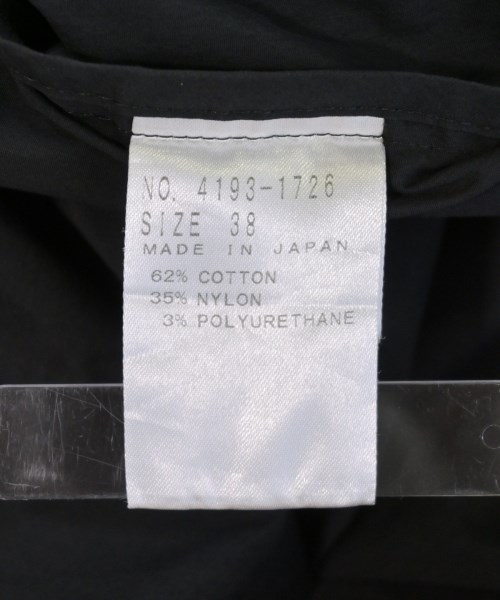 NO. 4193-1726
SIZE 38
MADE IN JAPAN
62% COTTON
35% NYLON
3% POLYURETHANE